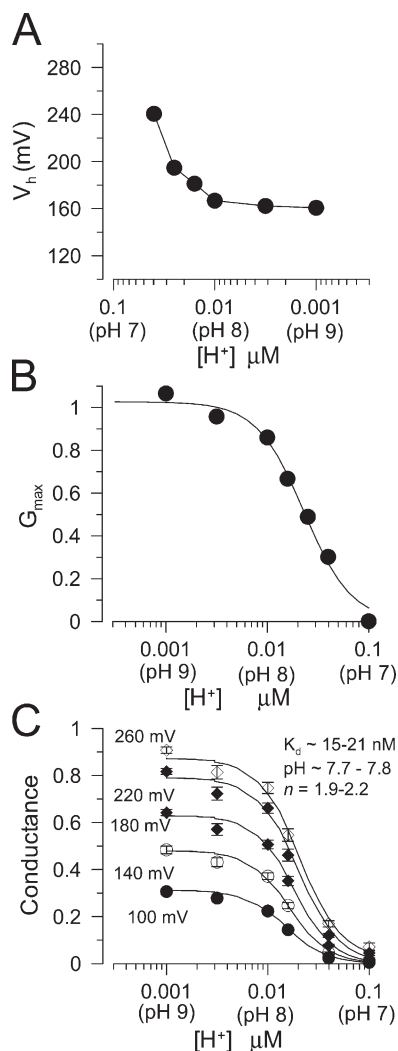 A
280
240
200
160
120
Vh (mV)
0.1
0.01
0.001
(pH 7)
(pH 8)
(pH 9)
[H+] µM
B
1
0.8
0.6
0.4
0.2
0
Gmax
0.001
0.01
0.1
(pH 9)
(pH 8)
(pH 7)
[H+] µM
C
1
0.8
0.6
0.4
0.2
0
Conductance
260 mV
220 mV
180 mV
140 mV
100 mV
Kd ~ 15-21 nM
pH ~ 7.7 - 7.8
n = 1.9-2.2
0.001
0.01
0.1
(pH 9)
(pH 8)
(pH 7)
[H+] µM